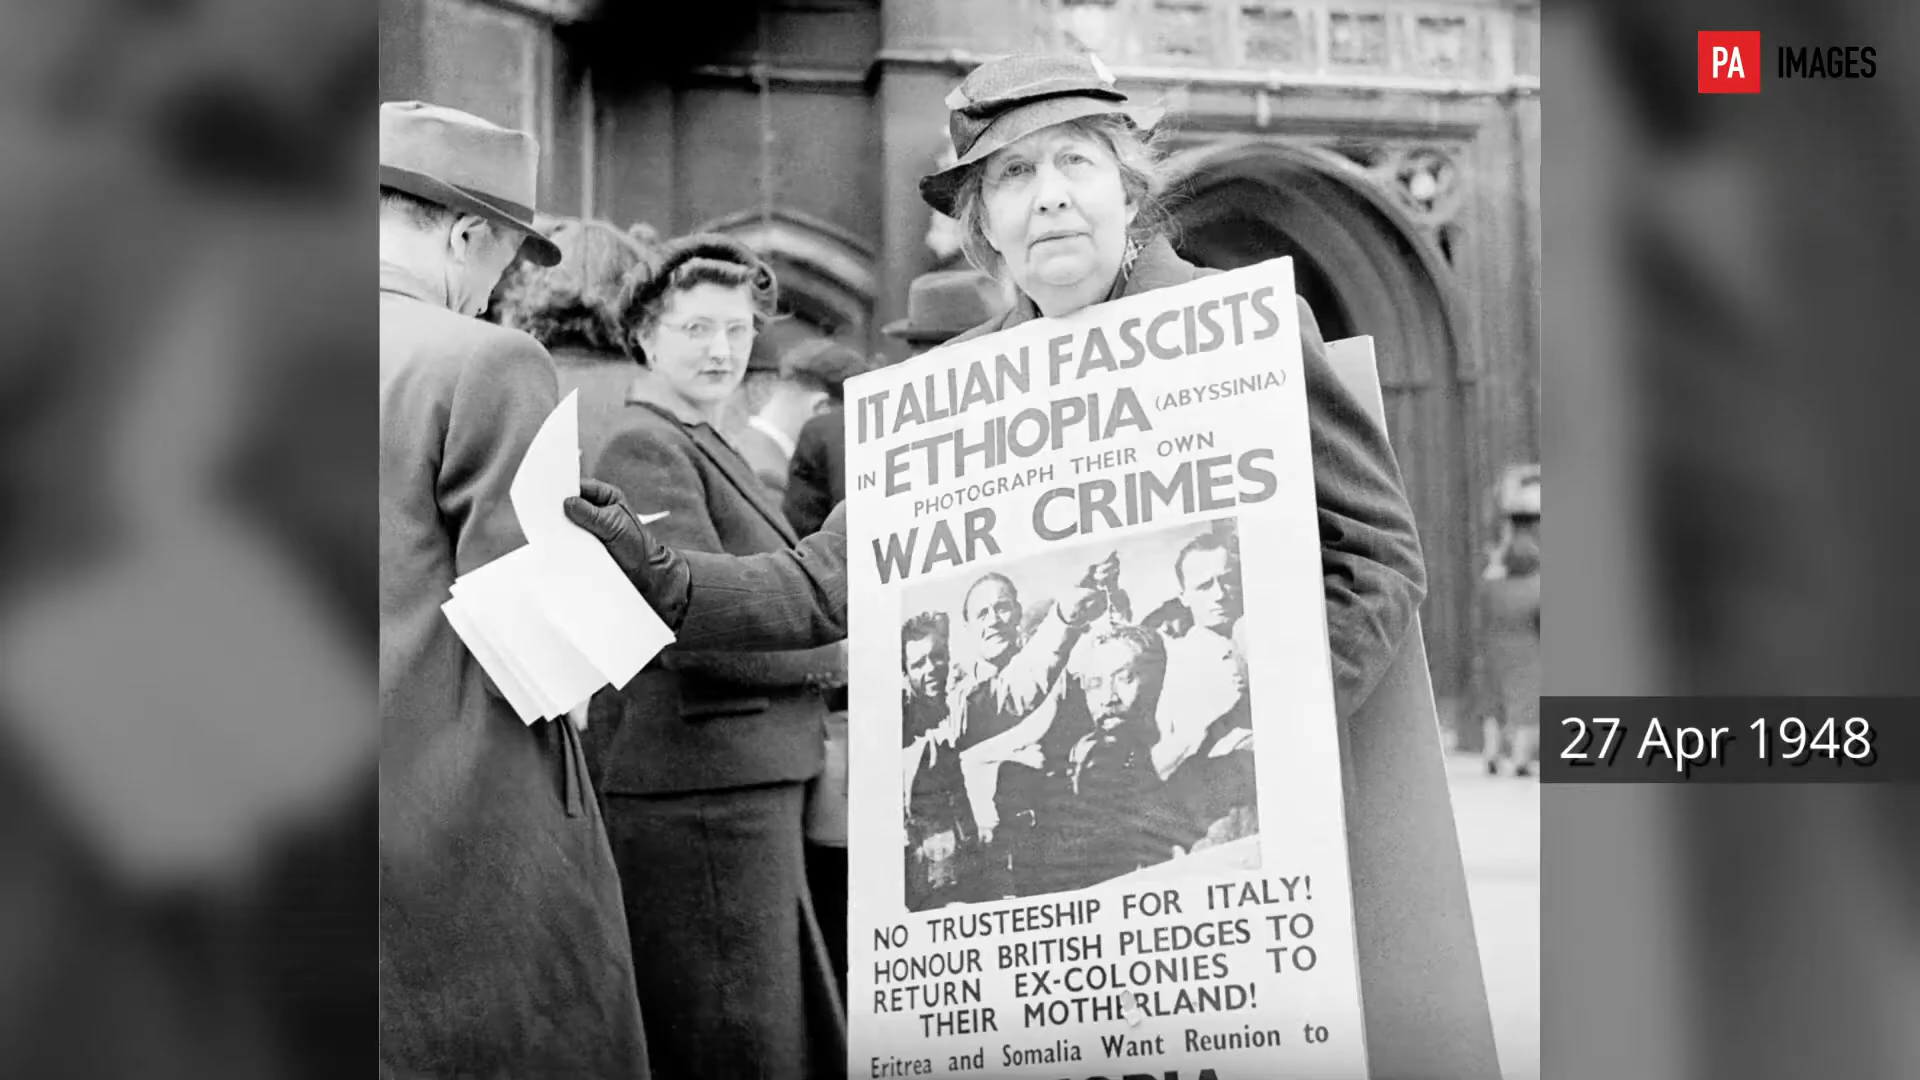 PA IMAGES
ITALIAN FASCISTS
IN ETHIOPIA (ABYSSINIA)
PHOTOGRAPH THEIR OWN
WAR CRIMES
NO TRUSTEESHIP FOR ITALY!
HONOUR BRITISH PLEDGES TO
RETURN EX-COLONIES TO
THEIR MOTHERLAND!
Eritrea and Somalia Want Reunion to
27 Apr 1948